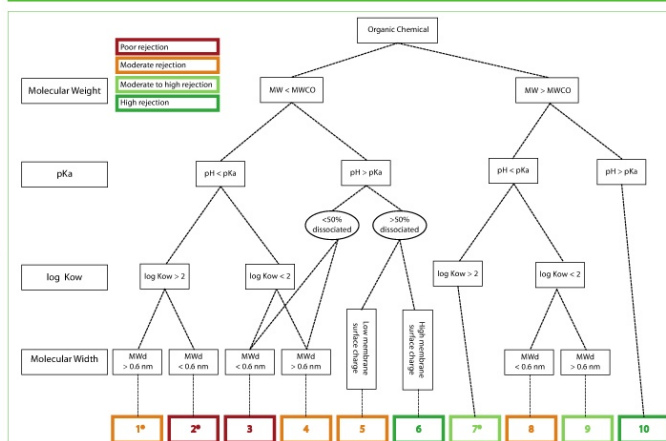 Organic Chemical
Poor rejection
Moderate rejection
Moderate to high rejection
High rejection
Molecular Weight
MW < MWCO
MW > MWCO
pKa
pH < pKa
pH > pKa
pH < pKa
pH > pKa
<50%
dissociated
>50%
dissociated
log Kow
log Kow > 2
log Kow < 2
log Kow > 2
log Kow < 2
Low membrane
surface charge
High membrane
surface charge
Molecular Width
MWd
> 0.6 nm
MWd
< 0.6 nm
MWd
< 0.6 nm
MWd
> 0.6 nm
MWd
< 0.6 nm
MWd
> 0.6 nm
1*
2*
3
4
5
6
7*
8
9
10